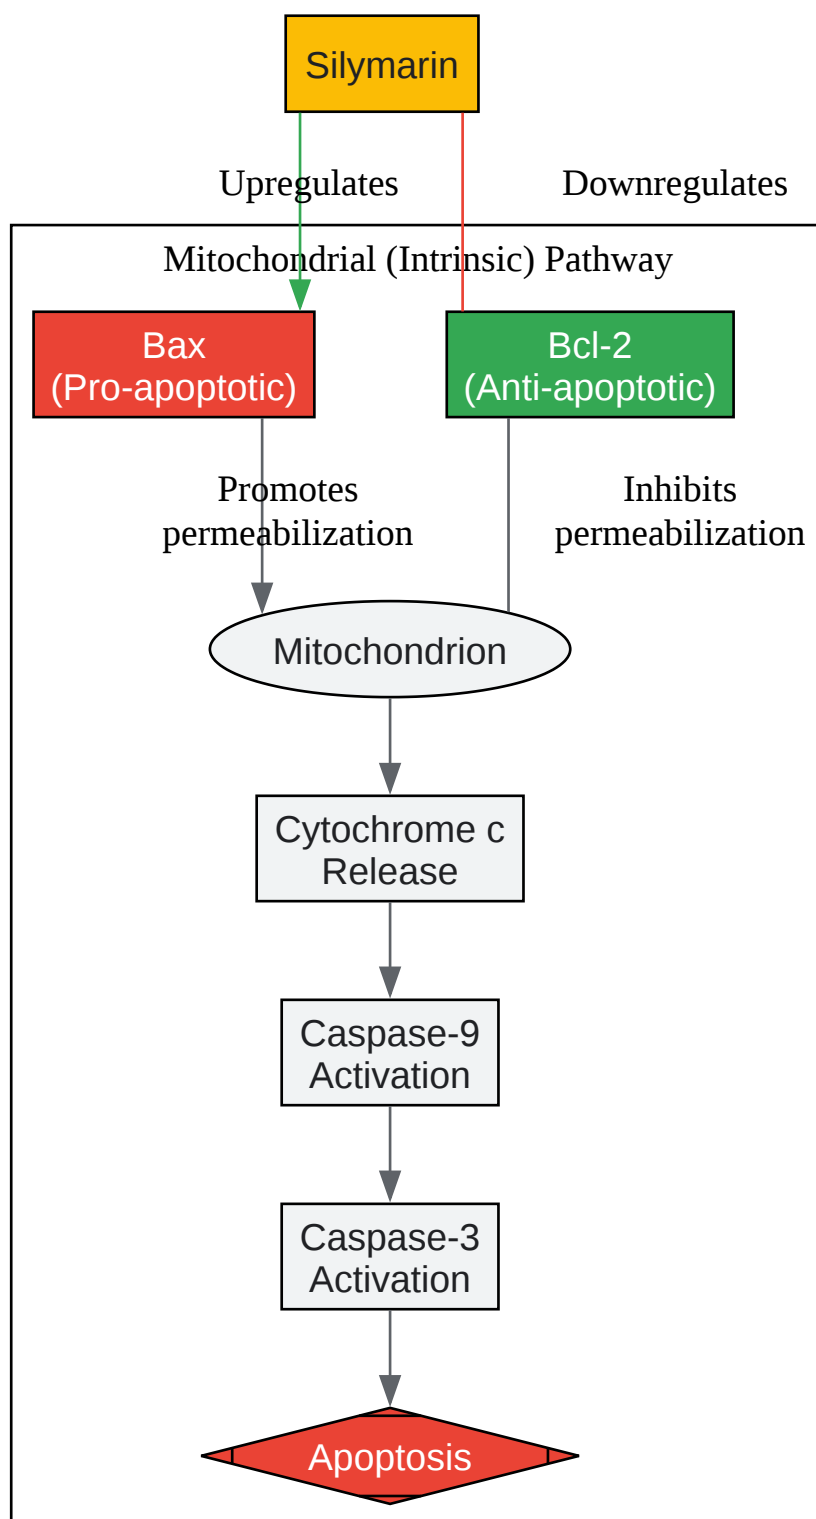 Silymarin
Upregulates
Downregulates
Mitochondrial (Intrinsic) Pathway
Bax
(Pro-apoptotic)
Bcl-2
(Anti-apoptotic)
Promotes
permeabilization
Inhibits
permeabilization
Mitochondrion
Cytochrome c
Release
Caspase-9
Activation
Caspase-3
Activation
Apoptosis